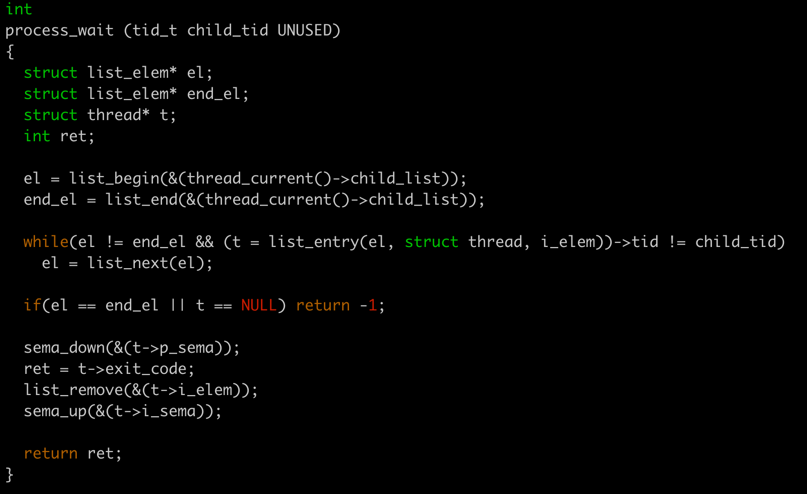 int
process_wait (tid_t child_tid UNUSED)
{
  struct list_elem* el;
  struct list_elem* end_el;
  struct thread* t;
  int ret;

  el = list_begin(&(thread_current()->child_list));
  end_el = list_end(&(thread_current()->child_list));

  while(el != end_el && (t = list_entry(el, struct thread, i_elem))->tid != child_tid)
    el = list_next(el);

  if(el == end_el || t == NULL) return -1;

  sema_down(&(t->p_sema));
  ret = t->exit_code;
  list_remove(&(t->i_elem));
  sema_up(&(t->i_sema));

  return ret;
}